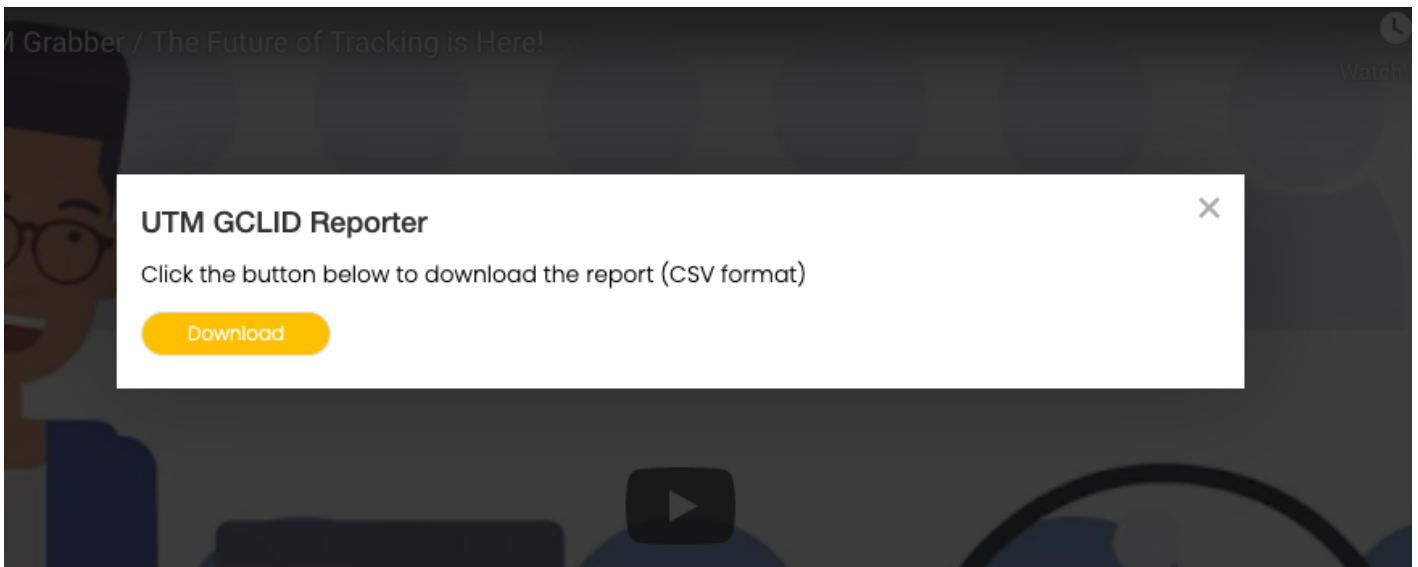 Grabber / The Future of Tracking is Here!
Watch
UTM GCLID Reporter
Click the button below to download the report (CSV format)
Download